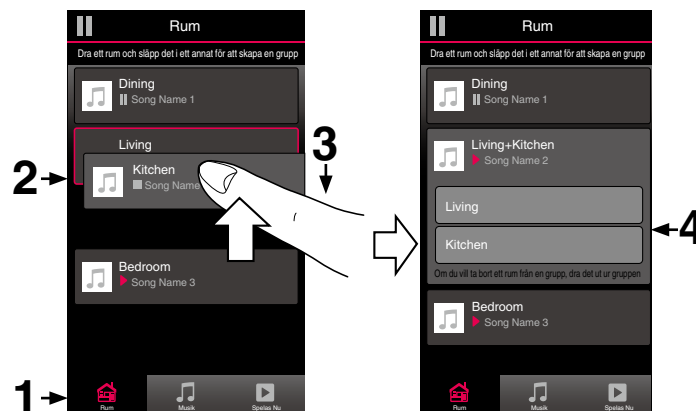 Rum
Dra ett rum och släpp det i ett annat för att skapa en grupp
Dining
Song Name 1
Living
Kitchen
Song Name
Bedroom
Song Name 3
Rum
Musik
Spelas Nu
2
3
1
Rum
Dra ett rum och släpp det i ett annat för att skapa en grupp
Dining
Song Name 1
Living+Kitchen
Song Name 2
Living
Kitchen
Om du vill ta bort ett rum från en grupp, dra det ut ur gruppen
Bedroom
Song Name 3
Rum
Musik
Spelas Nu
4